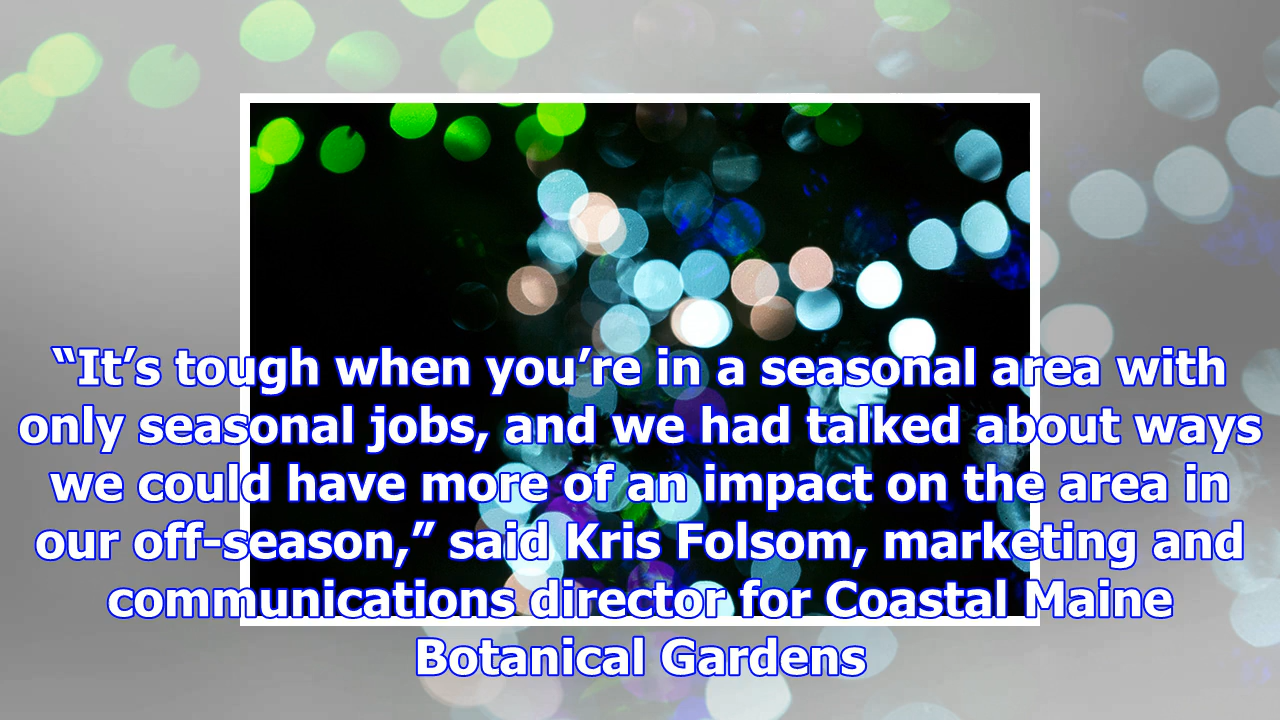 “It’s tough when you’re in a seasonal area with
only seasonal jobs, and we had talked about ways
we could have more of an impact on the area in
our off-season,” said Kris Folsom, marketing and
communications director for Coastal Maine
Botanical Gardens